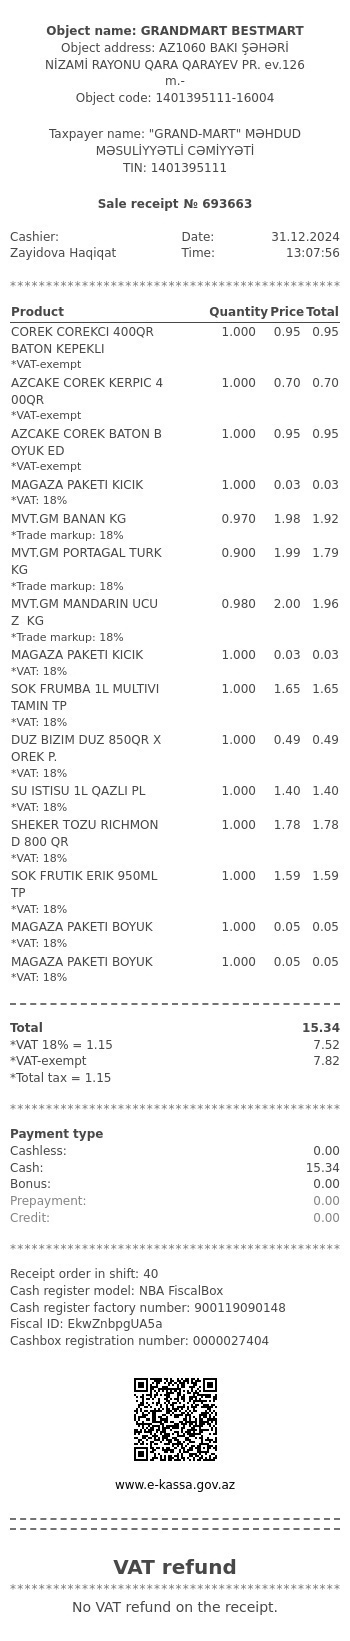 Object name: GRANDMART BESTMART
Object address: AZ1060 BAKI ŞƏHƏRİ
NİZAMİ RAYONU QARA QARAYEV PR. ev.126
m.-
Object code: 1401395111-16004
Taxpayer name: "GRAND-MART" MƏHDUD
MƏSULİYYƏTLİ CƏMİYYƏTİ
TIN: 1401395111
Sale receipt № 693663
Cashier: Date: 31.12.2024
Zayidova Haqiqat Time: 13:07:56
**********************************************
Product Quantity Price Total
COREK COREKCI 400QR 1.000 0.95 0.95
BATON KEPEKLI
*VAT-exempt
AZCAKE COREK KERPIC 4 1.000 0.70 0.70
00QR
*VAT-exempt
AZCAKE COREK BATON B 1.000 0.95 0.95
OYUK ED
*VAT-exempt
MAGAZA PAKETI KICIK 1.000 0.03 0.03
*VAT: 18%
MVT.GM BANAN KG 0.970 1.98 1.92
*Trade markup: 18%
MVT.GM PORTAGAL TURK 0.900 1.99 1.79
KG
*Trade markup: 18%
MVT.GM MANDARIN UCU 0.980 2.00 1.96
Z KG
*Trade markup: 18%
MAGAZA PAKETI KICIK 1.000 0.03 0.03
*VAT: 18%
SOK FRUMBA 1L MULTIVI 1.000 1.65 1.65
TAMIN TP
*VAT: 18%
DUZ BIZIM DUZ 850QR X 1.000 0.49 0.49
OREK P.
*VAT: 18%
SU ISTISU 1L QAZLI PL 1.000 1.40 1.40
*VAT: 18%
SHEKER TOZU RICHMON 1.000 1.78 1.78
D 800 QR
*VAT: 18%
SOK FRUTIK ERIK 950ML 1.000 1.59 1.59
TP
*VAT: 18%
MAGAZA PAKETI BOYUK 1.000 0.05 0.05
*VAT: 18%
MAGAZA PAKETI BOYUK 1.000 0.05 0.05
*VAT: 18%
Total 15.34
*VAT 18% = 1.15 7.52
*VAT-exempt 7.82
*Total tax = 1.15
**********************************************
Payment type
Cashless: 0.00
Cash: 15.34
Bonus: 0.00
Prepayment: 0.00
Credit: 0.00
**********************************************
Receipt order in shift: 40
Cash register model: NBA FiscalBox
Cash register factory number: 900119090148
Fiscal ID: EkwZnbpgUA5a
Cashbox registration number: 0000027404
www.e-kassa.gov.az
VAT refund
**********************************************
No VAT refund on the receipt.